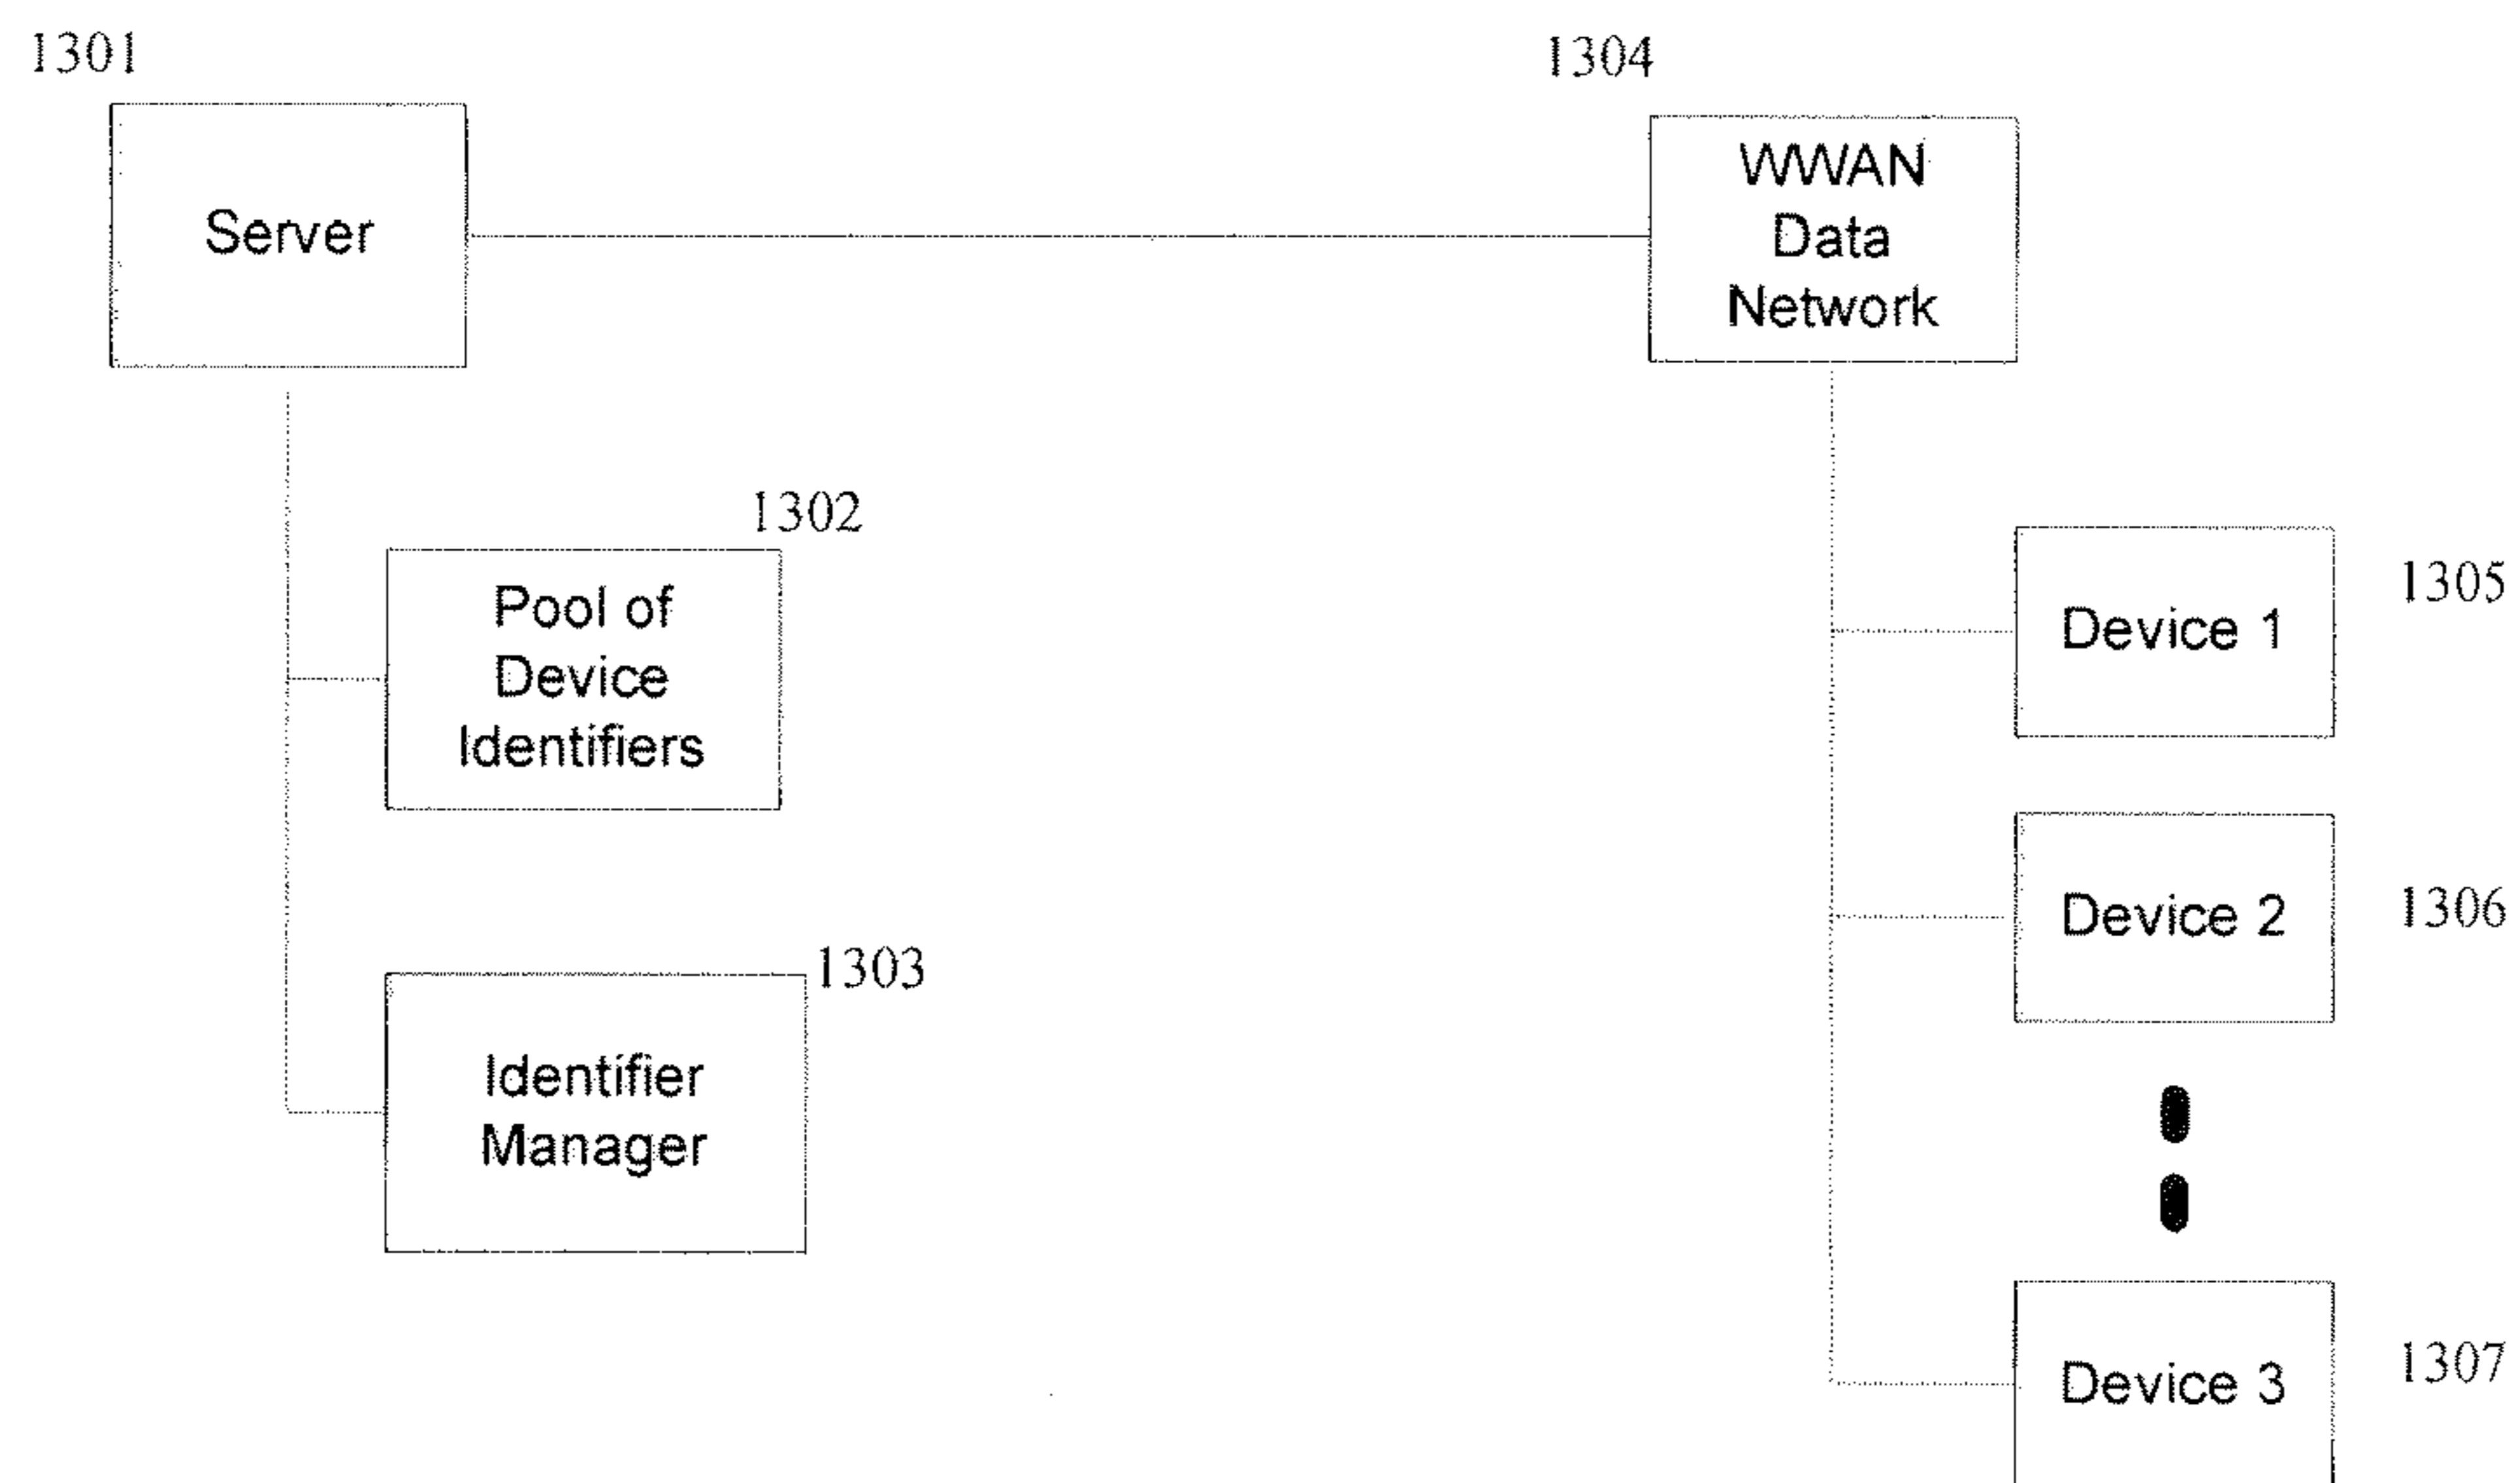 1301
Server
1304
WWAN
Data
Network
1302
Pool of
Device
Identifiers
1303
Identifier
Manager
Device 1
1305
Device 2
1306
Device 3
1307